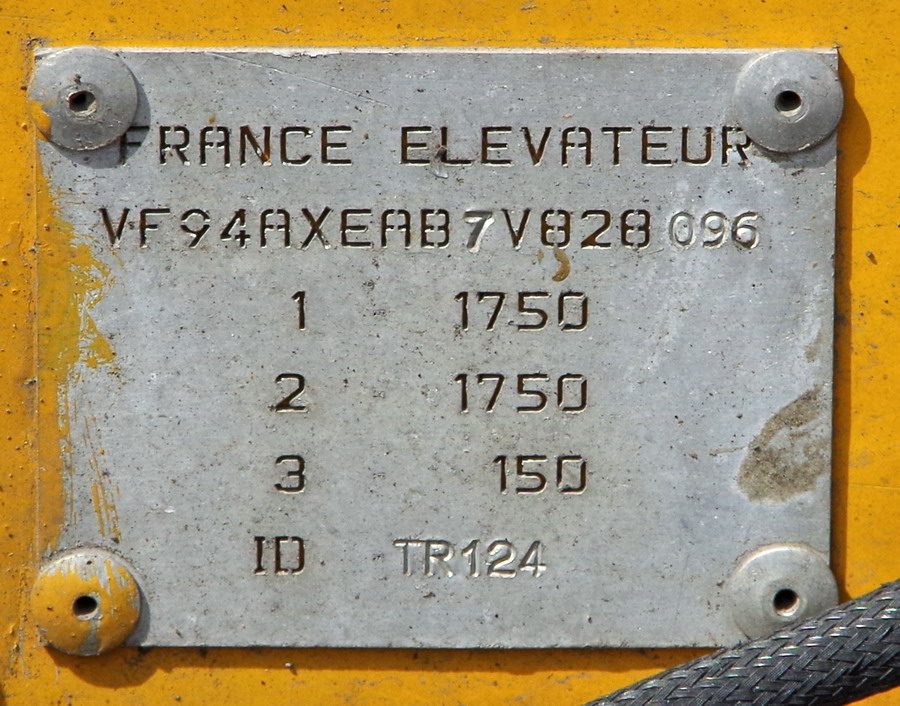 FRANCE ELEVATEUR
VF94AXEAB7V828096
1 1750
2 1750
3 150
ID TR124